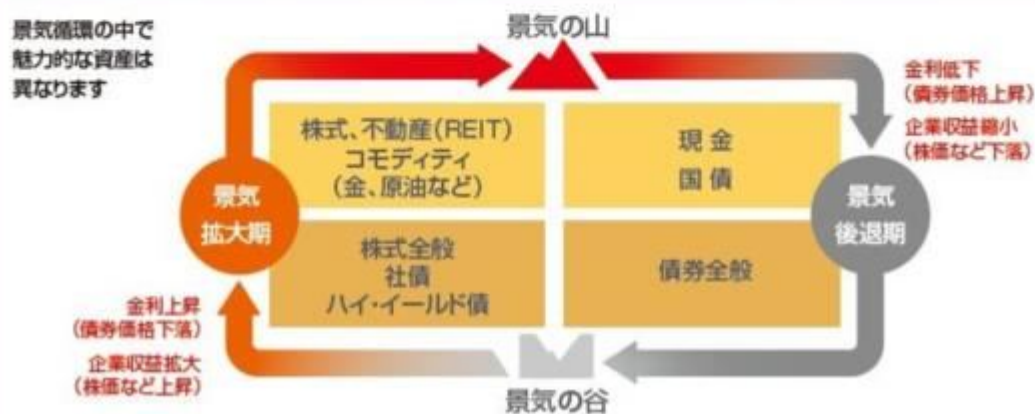 景気循環の中で
魅力的な資産は
異なります
景気の山
金利低下
(債券価格上昇)
企業収益縮小
(株価など下落)
株式、不動産(REIT)
コモディティ
(金、原油など)
現金
国債
景気
拡大期
景気
後退期
株式全般
社債
ハイ・イールド債
債券全般
金利上昇
(債券価格下落)
企業収益拡大
(株価など上昇)
景気の谷